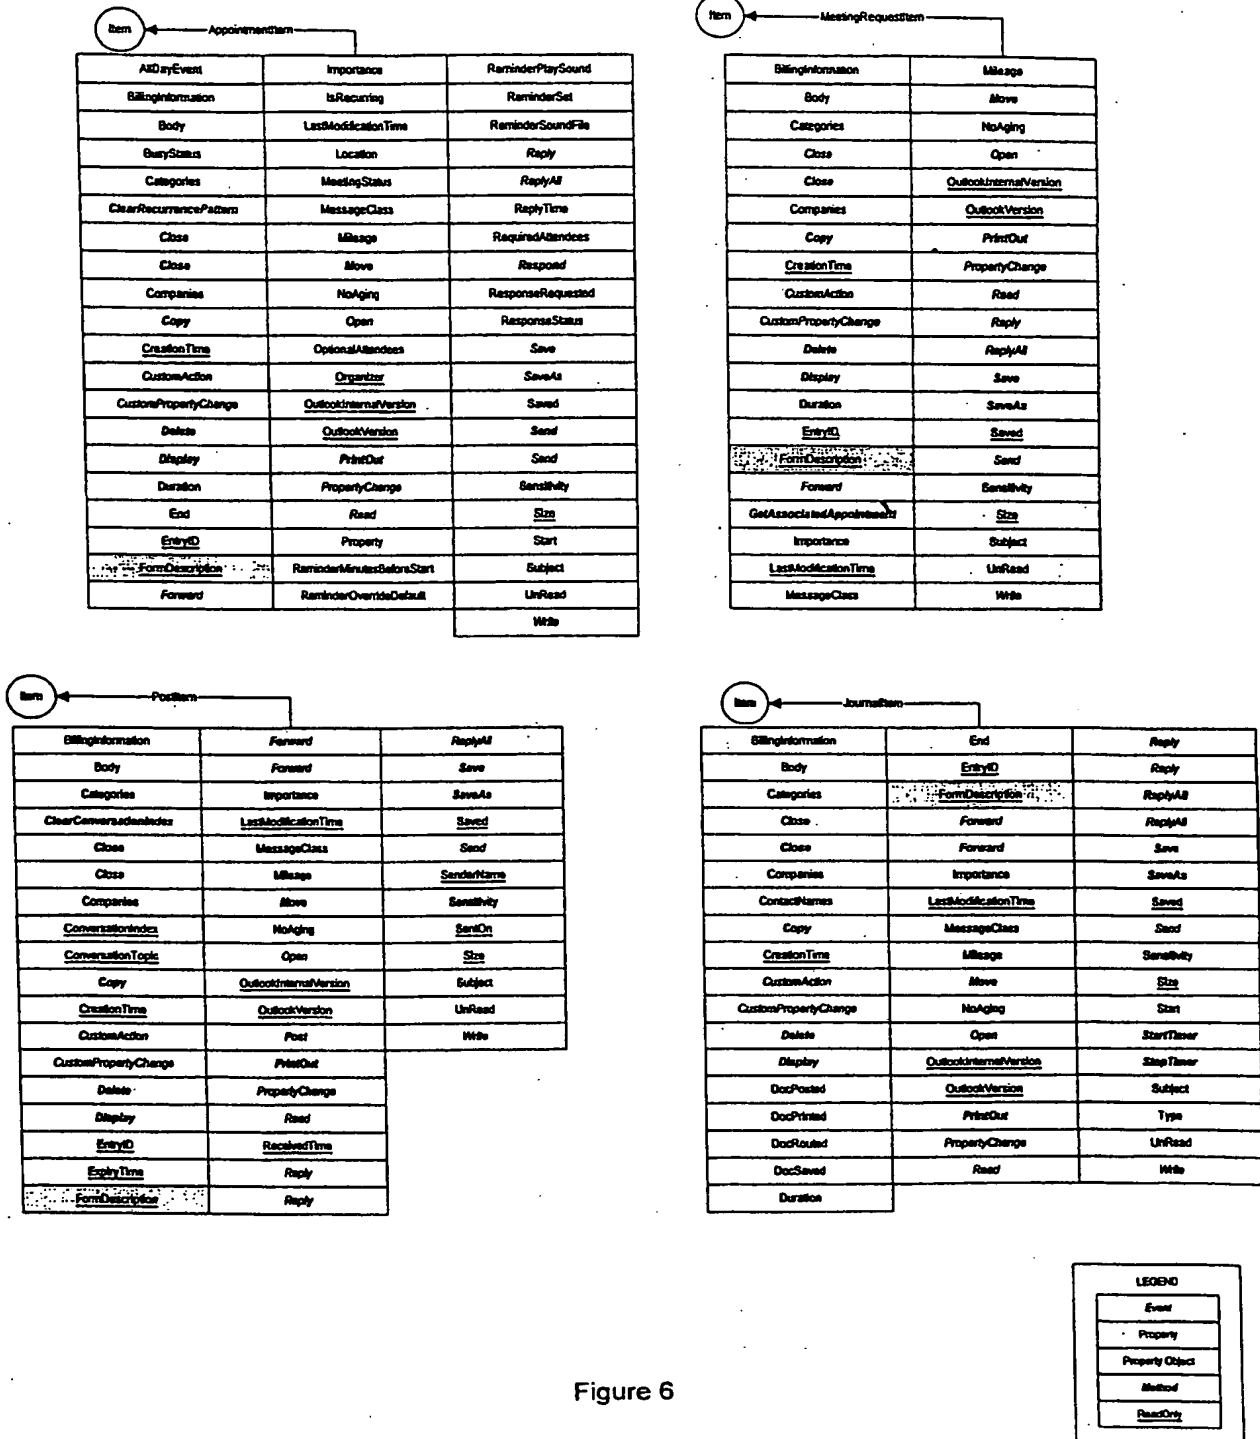 Item
AppointmentItem
AllDayEvent Importance ReminderPlaySound
BillingInformation IsRecurring ReminderSet
Body LastModificationTime ReminderSoundFile
BusyStatus Location Reply
Categories MeetingStatus ReplyAll
ClearRecurrencePattern MessageClass ReplyTime
Close Mileage RequiredAttendees
Close Move Respond
Companies NoAging ResponseRequested
Copy Open ResponseStatus
CreationTime OptionalAttendees Save
CustomAction Organizer SaveAs
CustomPropertyChange OutlookInternalVersion Saved
Delete OutlookVersion Send
Display PrintOut Send
Duration PropertyChange Sensitivity
End Read Size
EntryID Property Start
FormDescription ReminderMinutesBeforeStart Subject
Forward ReminderOverrideDefault UnRead
Write
Item
MeetingRequestItem
BillingInformation Mileage
Body Move
Categories NoAging
Close Open
Close OutlookInternalVersion
Companies OutlookVersion
Copy PrintOut
CreationTime PropertyChange
CustomAction Read
CustomPropertyChange Reply
Delete ReplyAll
Display Save
Duration SaveAs
EntryID Saved
FormDescription Send
Forward Sensitivity
GetAssociatedAppointment Size
Importance Subject
LastModificationTime UnRead
MessageClass Write
Item
PostItem
BillingInformation Forward ReplyAll
Body Forward Save
Categories Importance SaveAs
ClearConversationIndex LastModificationTime Saved
Close MessageClass Send
Close Mileage SenderName
Companies Move Sensitivity
ConversationIndex NoAging SentOn
ConversationTopic Open Size
Copy OutlookInternalVersion Subject
CreationTime OutlookVersion UnRead
CustomAction Post Write
CustomPropertyChange PrintOut
Delete PropertyChange
Display Read
EntryID ReceivedTime
ExpiryTime Reply
FormDescription Reply
Item
JournalItem
BillingInformation End Reply
Body EntryID Reply
Categories FormDescription ReplyAll
Close Forward ReplyAll
Close Forward Save
Companies Importance SaveAs
ContactNames LastModificationTime Saved
Copy MessageClass Send
CreationTime Mileage Sensitivity
CustomAction Move Size
CustomPropertyChange NoAging Start
Delete Open StartTimer
Display OutlookInternalVersion StopTimer
DocPosted OutlookVersion Subject
DocPrinted PrintOut Type
DocRouted PropertyChange UnRead
DocSaved Read Write
Duration
LEGEND
Event
Property
Property Object
Method
ReadOnly
Figure 6